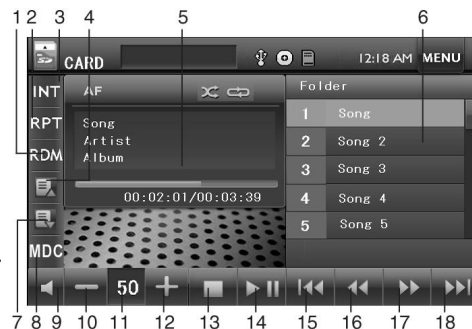 1 2 3 4 5 6
CARD 12:18 AM MENU
INT AF Folder
RPT Song
RDM Artist
Album
MDC
00:02:01/00:03:39
1 Song
2 Song 2
3 Song 3
4 Song 4
5 Song 5
50
7 8 9 10 11 12 13 14 15 16 17 18